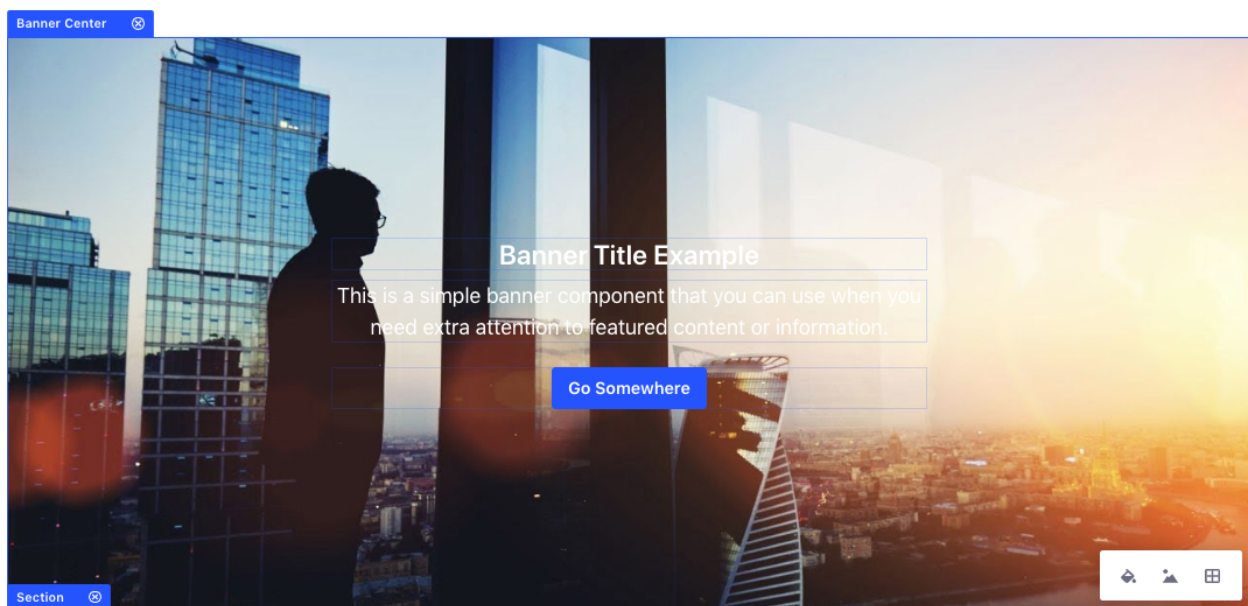 Banner Center
Banner Title Example
This is a simple banner component that you can use when you
need extra attention to featured content or information.
Go Somewhere
Section